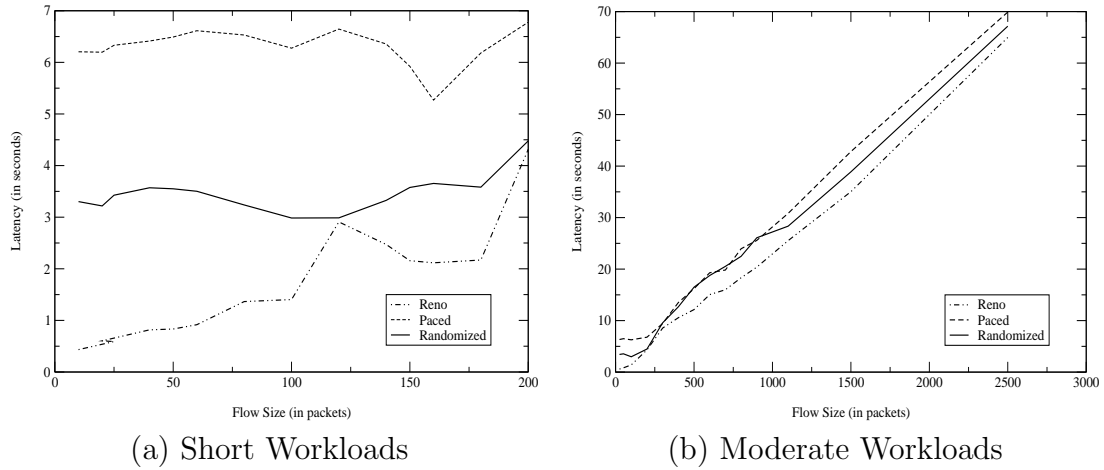 7
6
5
4
3
2
1
0
Latency (in seconds)
0 50 100 150 200
Flow Size (in packets)
Reno
Paced
Randomized
(a) Short Workloads
70
60
50
40
30
20
10
0
Latency (in seconds)
0 500 1000 1500 2000 2500 3000
Flow Size (in packets)
Reno
Paced
Randomized
(b) Moderate Workloads